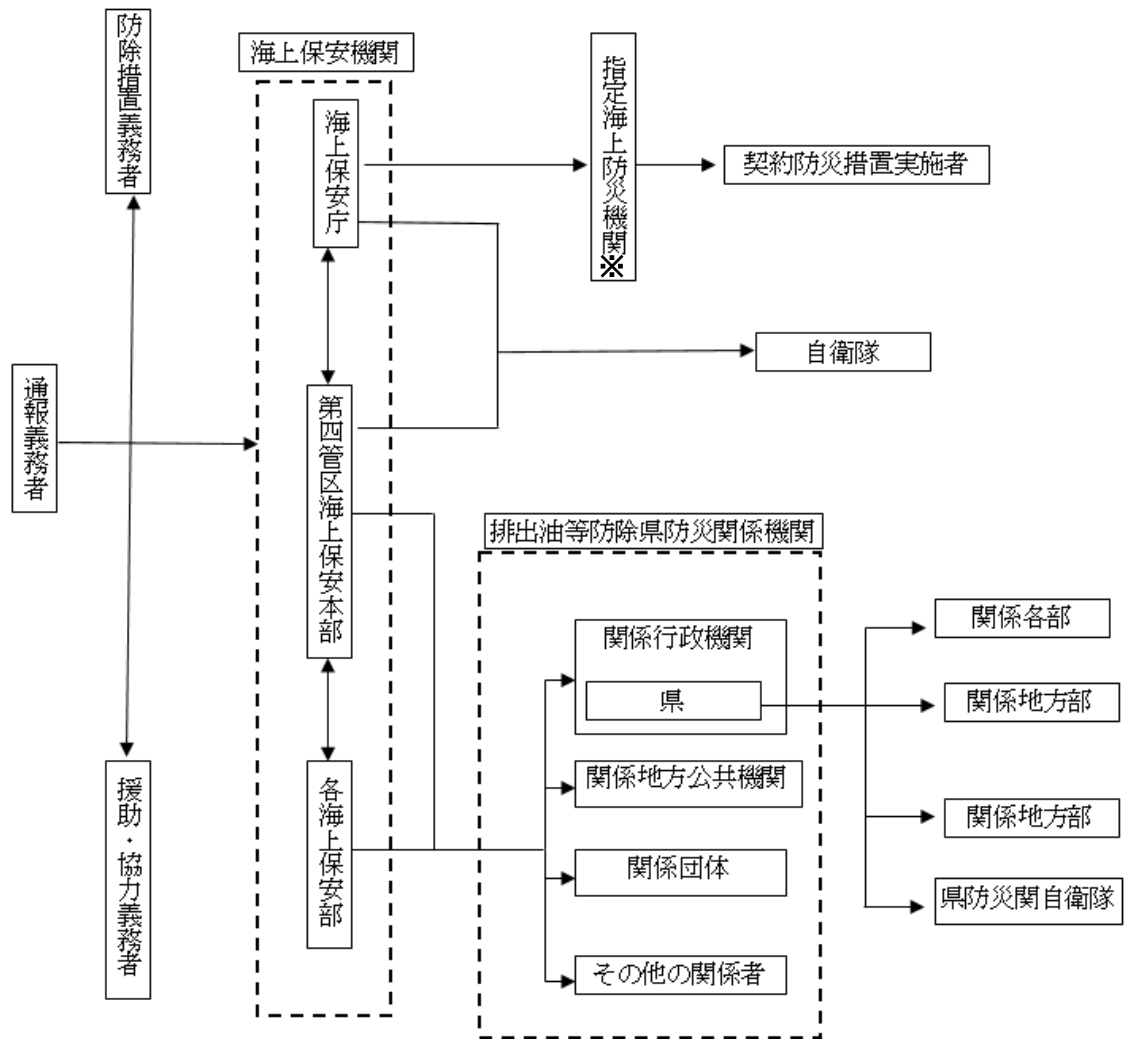 防除措置義務者
通報義務者
援助・協力義務者
海上保安機関
海上保安庁
第四管区海上保安本部
各海上保安部
指定海上防災機関※
契約防災措置実施者
自衛隊
排出油等防除県防災関係機関
関係行政機関
県
関係地方公共機関
関係団体
その他の関係者
関係各部
関係地方部
関係地方部
県防災関自衛隊